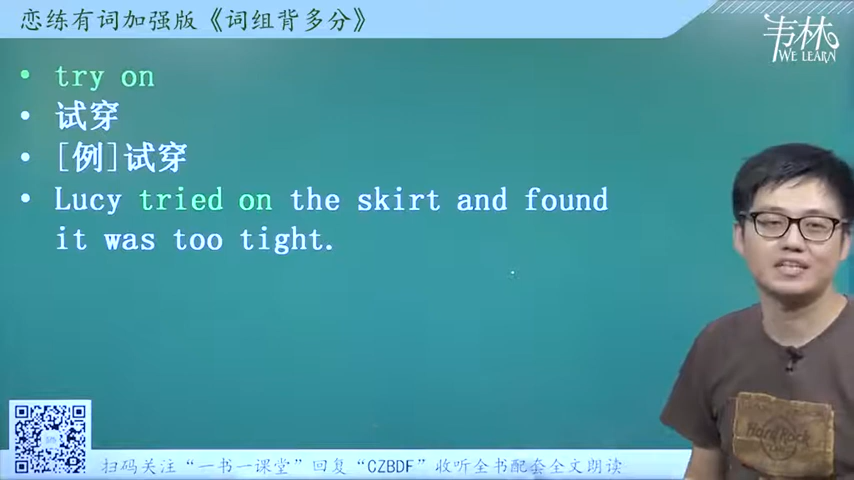 恋练有词加强版《词组背多分》
韦林
WE LEARN
• try on
• 试穿
• [例]试穿
• Lucy tried on the skirt and found
it was too tight.
Hard Rock
扫码关注“一书一课堂”回复“CZBDF”收听全书配套全文朗读